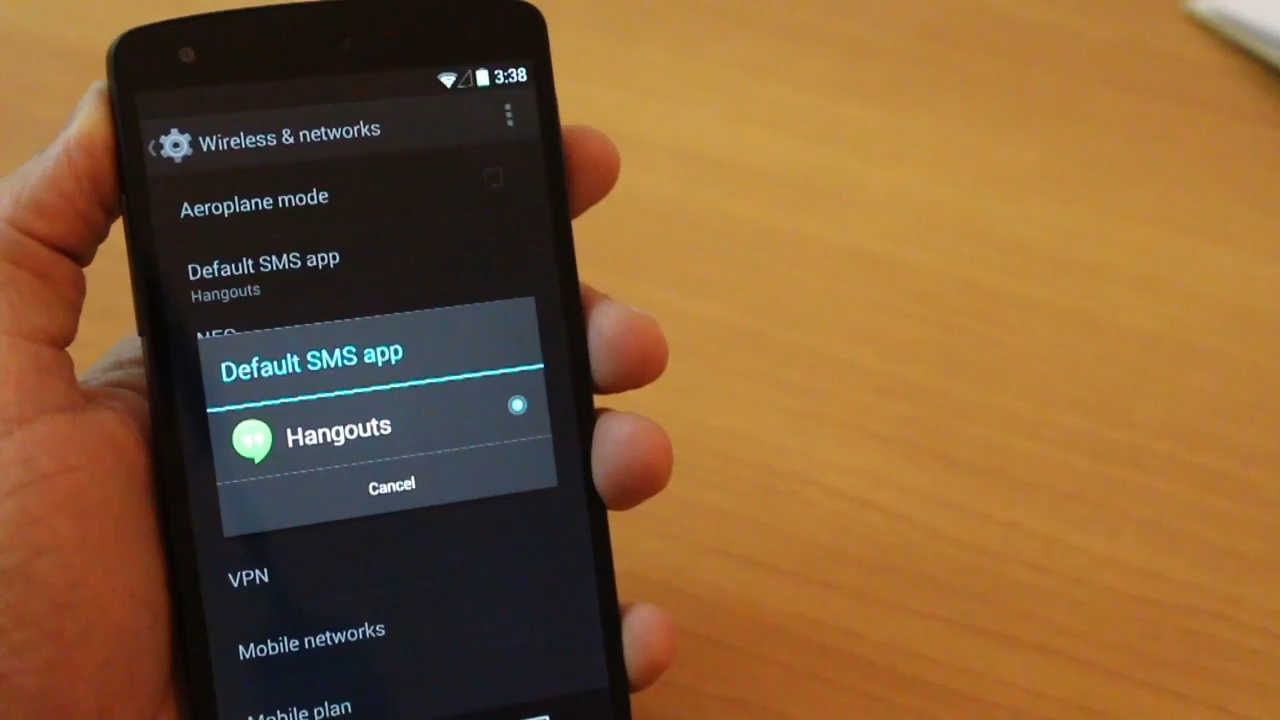 3:38
Wireless & networks
Aeroplane mode
Default SMS app
Hangouts
NFC
Default SMS app
Hangouts
Cancel
VPN
Mobile networks
Mobile plan